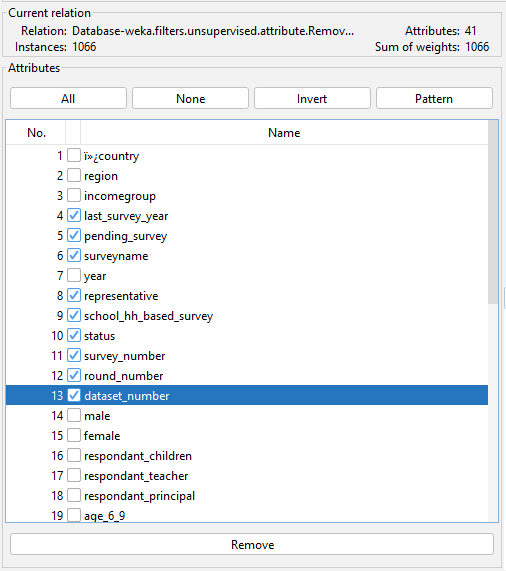 Current relation
Relation: Database-weka.filters.unsupervised.attribute.Remov... Attributes: 41
Instances: 1066 Sum of weights: 1066
Attributes
All None Invert Pattern
No. Name
1 ï»¿country
2 region
3 incomegroup
4 last_survey_year
5 pending_survey
6 surveyname
7 year
8 representative
9 school_hh_based_survey
10 status
11 survey_number
12 round_number
13 dataset_number
14 male
15 female
16 respondant_children
17 respondant_teacher
18 respondant_principal
19 age_6_9
Remove